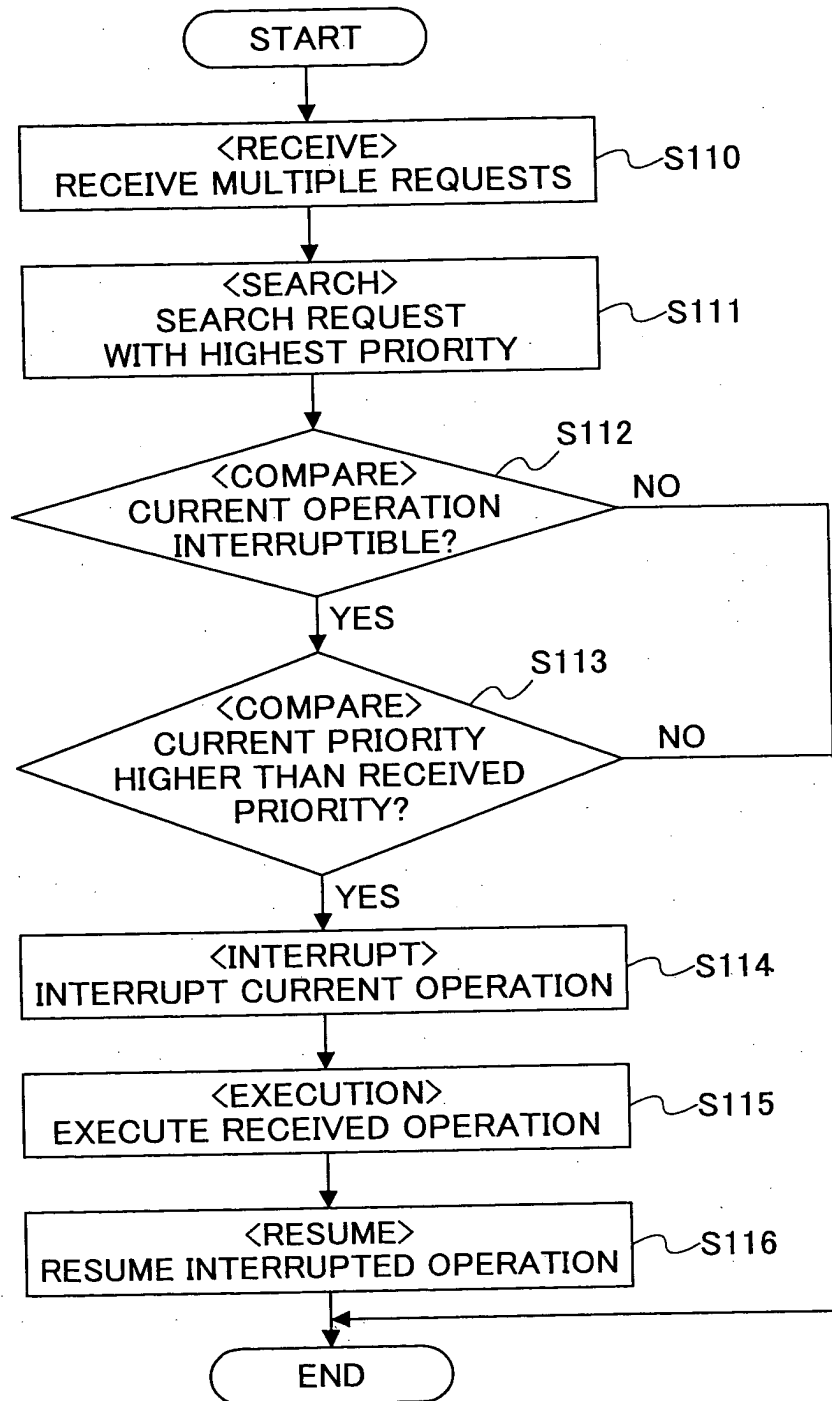 START
<RECEIVE>
RECEIVE MULTIPLE REQUESTS
S110
<SEARCH>
SEARCH REQUEST
WITH HIGHEST PRIORITY
S111
S112
<COMPARE>
CURRENT OPERATION
INTERRUPTIBLE?
NO
YES
S113
<COMPARE>
CURRENT PRIORITY
HIGHER THAN RECEIVED
PRIORITY?
NO
YES
<INTERRUPT>
INTERRUPT CURRENT OPERATION
S114
<EXECUTION>
EXECUTE RECEIVED OPERATION
S115
<RESUME>
RESUME INTERRUPTED OPERATION
S116
END